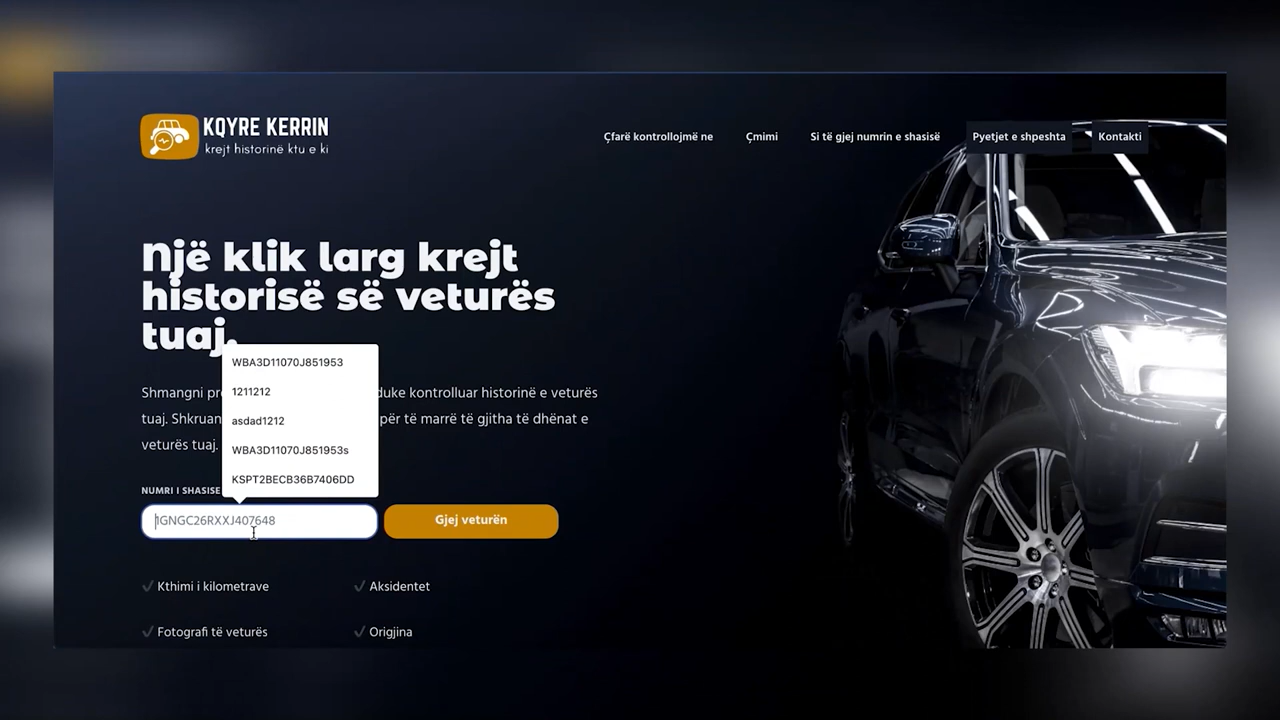 KQYRE KERRIN
krejt historinë ktu e ki
Çfarë kontrollojmë ne
Çmimi
Si të gjej numrin e shasisë
Pyetjet e shpeshta
Kontakti
Një klik larg krejt
historisë së veturës
tuaj.
Shmangni duke kontrolluar historinë e veturës
tuaj. Shkruan për të marrë të gjitha të dhënat e
veturës tuaj.
WBA3D11070J851953
1211212
asdad1212
WBA3D11070J851953s
KSPT2BECB36B7406DD
NUMRI I SHASISE
1GNGC26RXXJ407648
Gjej veturën
Kthimi i kilometrave
Aksidentet
Fotografi të veturës
Origjina